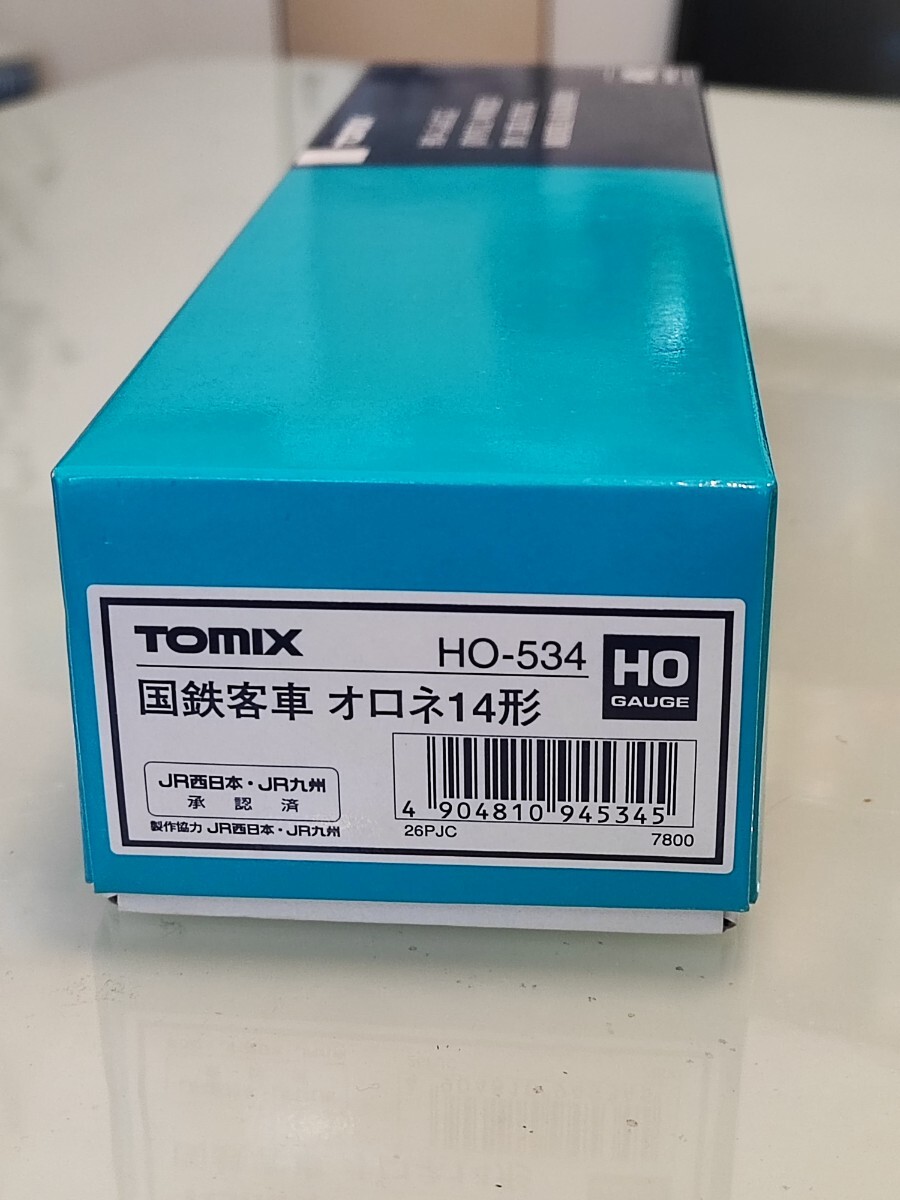 TOMIX
TOMIX HO-534
HO
GAUGE
国鉄客車 オロネ14形
JR西日本・JR九州
承認済
製作協力 JR西日本・JR九州
4 904810 945345
26PJC 7800